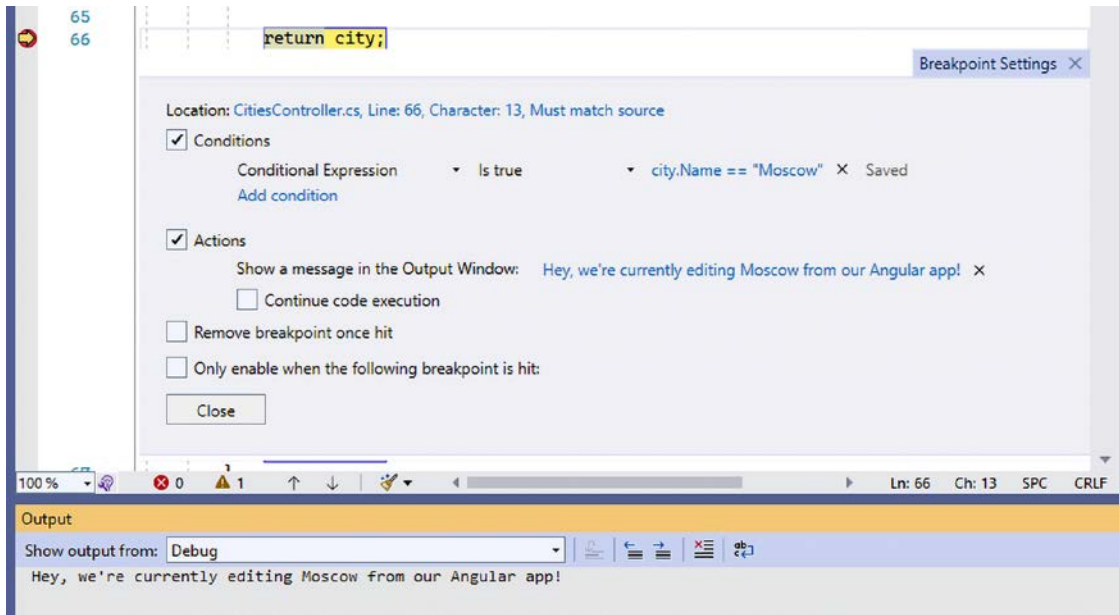 65
66 return city;
Breakpoint Settings
Location: CitiesController.cs, Line: 66, Character: 13, Must match source
Conditions
Conditional Expression Is true city.Name == "Moscow" Saved
Add condition
Actions
Show a message in the Output Window: Hey, we're currently editing Moscow from our Angular app!
Continue code execution
Remove breakpoint once hit
Only enable when the following breakpoint is hit:
Close
100 % 0 1 Ln: 66 Ch: 13 SPC CRLF
Output
Show output from: Debug
Hey, we're currently editing Moscow from our Angular app!